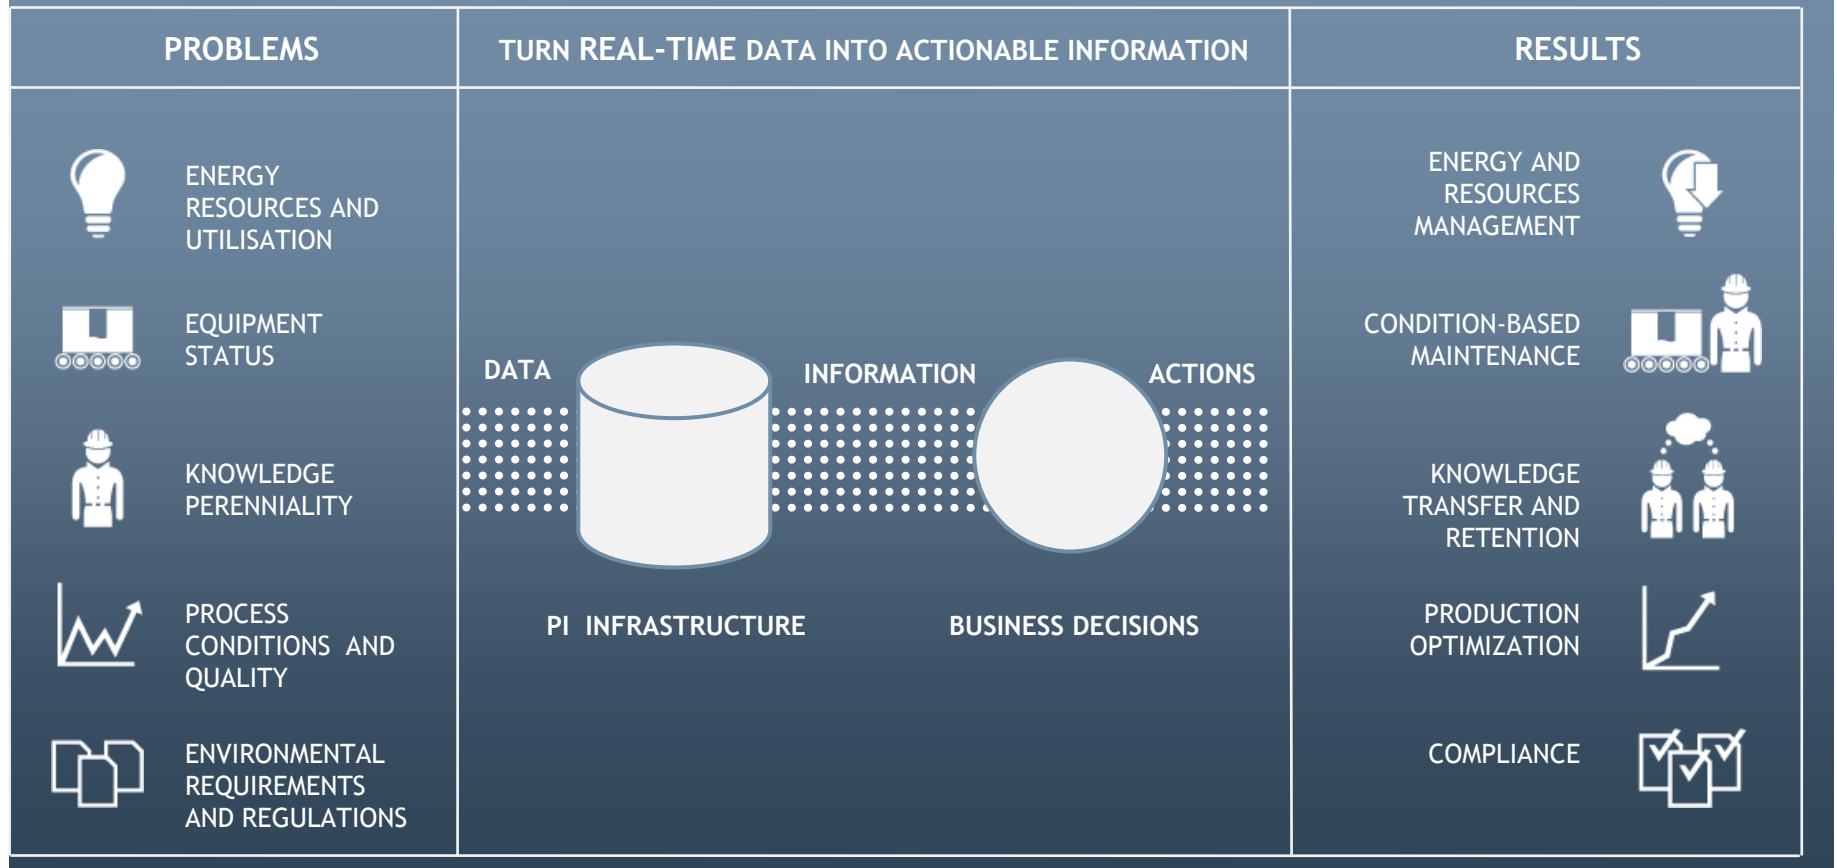 PROBLEMS
TURN REAL-TIME DATA INTO ACTIONABLE INFORMATION
RESULTS
ENERGY
RESOURCES AND
UTILISATION
EQUIPMENT
STATUS
KNOWLEDGE
PERENNIALITY
PROCESS
CONDITIONS AND
QUALITY
ENVIRONMENTAL
REQUIREMENTS
AND REGULATIONS
DATA
INFORMATION
ACTIONS
PI INFRASTRUCTURE
BUSINESS DECISIONS
ENERGY AND
RESOURCES
MANAGEMENT
CONDITION-BASED
MAINTENANCE
KNOWLEDGE
TRANSFER AND
RETENTION
PRODUCTION
OPTIMIZATION
COMPLIANCE